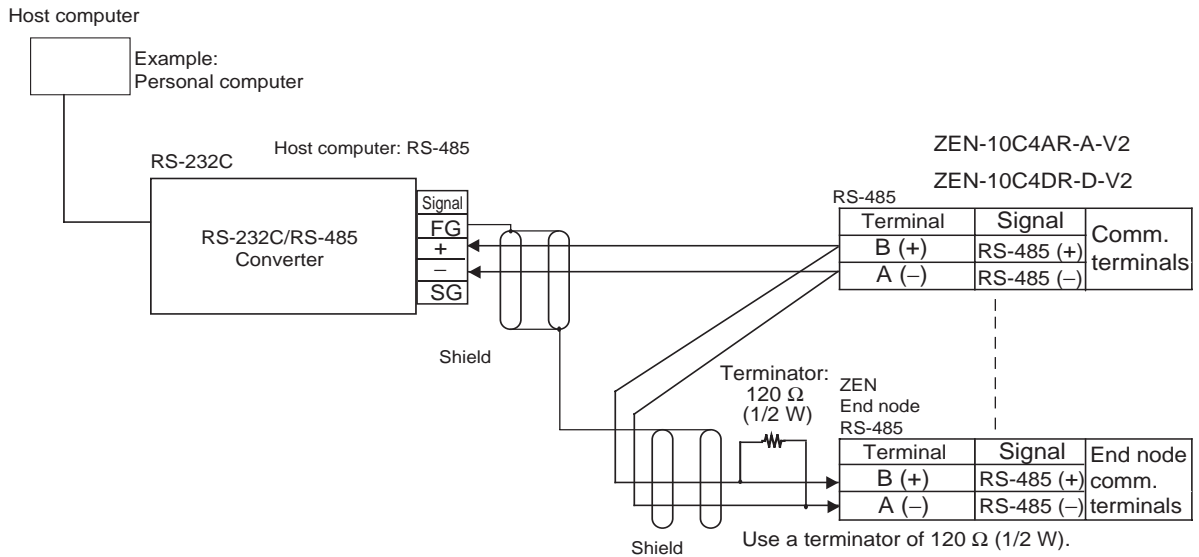 Host computer
Example:
Personal computer
Host computer: RS-485
RS-232C
RS-232C/RS-485
Converter
Signal
FG
+
−
SG
Shield
ZEN-10C4AR-A-V2
ZEN-10C4DR-D-V2
RS-485
Terminal Signal
B (+) RS-485 (+)
A (−) RS-485 (−)
Comm.
terminals
Terminator:
120 Ω
(1/2 W)
ZEN
End node
RS-485
Terminal Signal
B (+) RS-485 (+)
A (−) RS-485 (−)
End node
comm.
terminals
Shield
Use a terminator of 120 Ω (1/2 W).